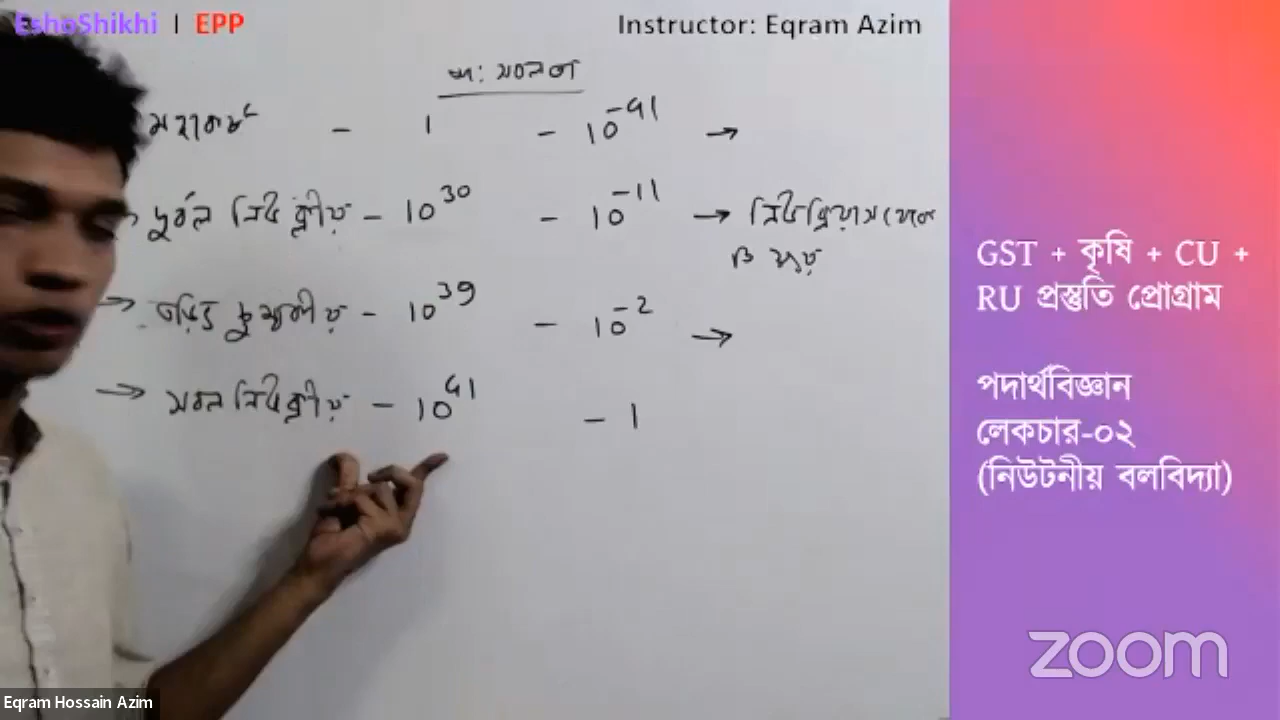 EshoShikhi | EPP
Instructor: Eqram Azim
আ: সবলতা
মহাকর্ষ - 1 - 10^-41 →
দুর্বল নিউক্লীয় - 10^30 - 10^-11 → নিউক্লিয়াস থেকে
β ক্ষয়
→ তড়িৎ চুম্বকীয় - 10^39 - 10^-2 →
→ সবল নিউক্লীয় - 10^41 - 1
GST + কৃষি + CU +
RU প্রস্তুতি প্রোগ্রাম
পদার্থবিজ্ঞান
লেকচার-০২
(নিউটনীয় বলবিদ্যা)
zoom
Eqram Hossain Azim